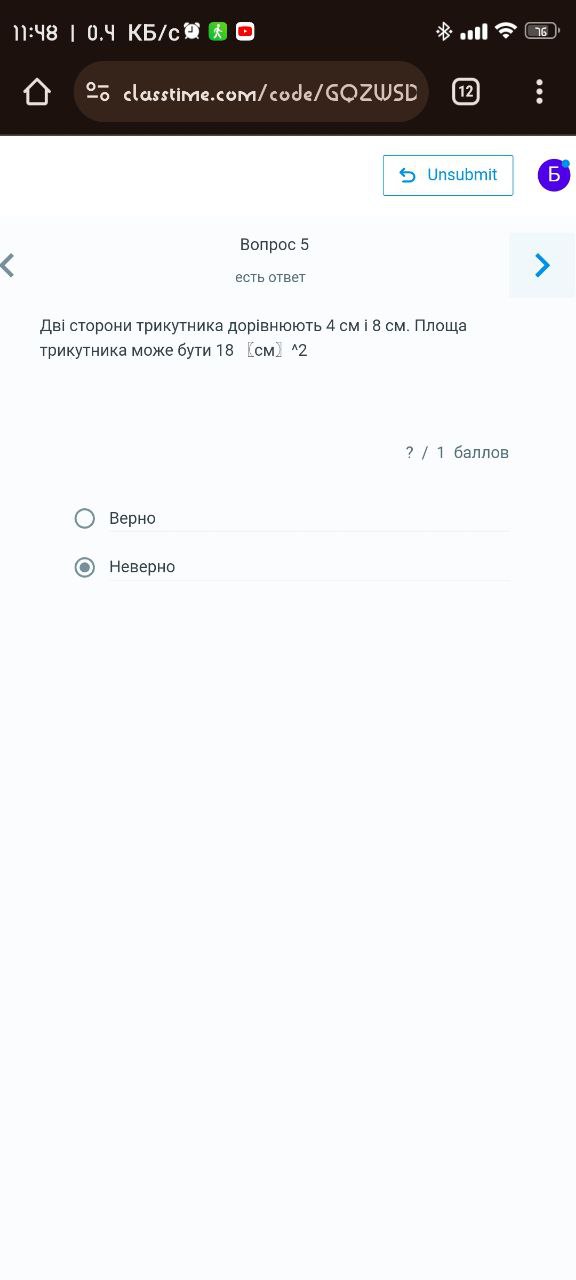 11:48 | 0.4 КБ/с
76
classtime.com/code/GQZWSD
12
Unsubmit
Б
Вопрос 5
есть ответ
Дві сторони трикутника дорівнюють 4 см і 8 см. Площа
трикутника може бути 18 〖см〗^2
? / 1 баллов
Верно
Неверно